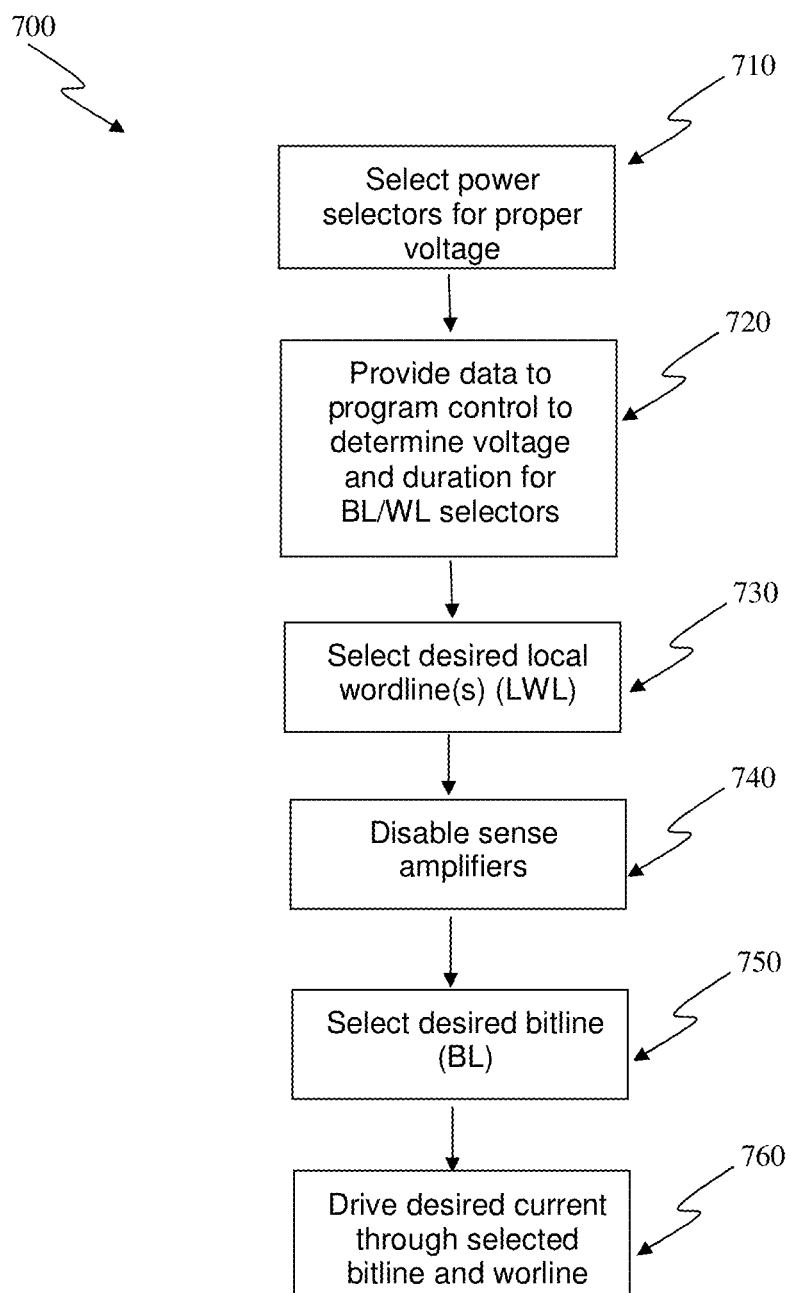 700
710
Select power
selectors for proper
voltage
720
Provide data to
program control to
determine voltage
and duration for
BL/WL selectors
730
Select desired local
wordline(s) (LWL)
740
Disable sense
amplifiers
750
Select desired bitline
(BL)
760
Drive desired current
through selected
bitline and worline